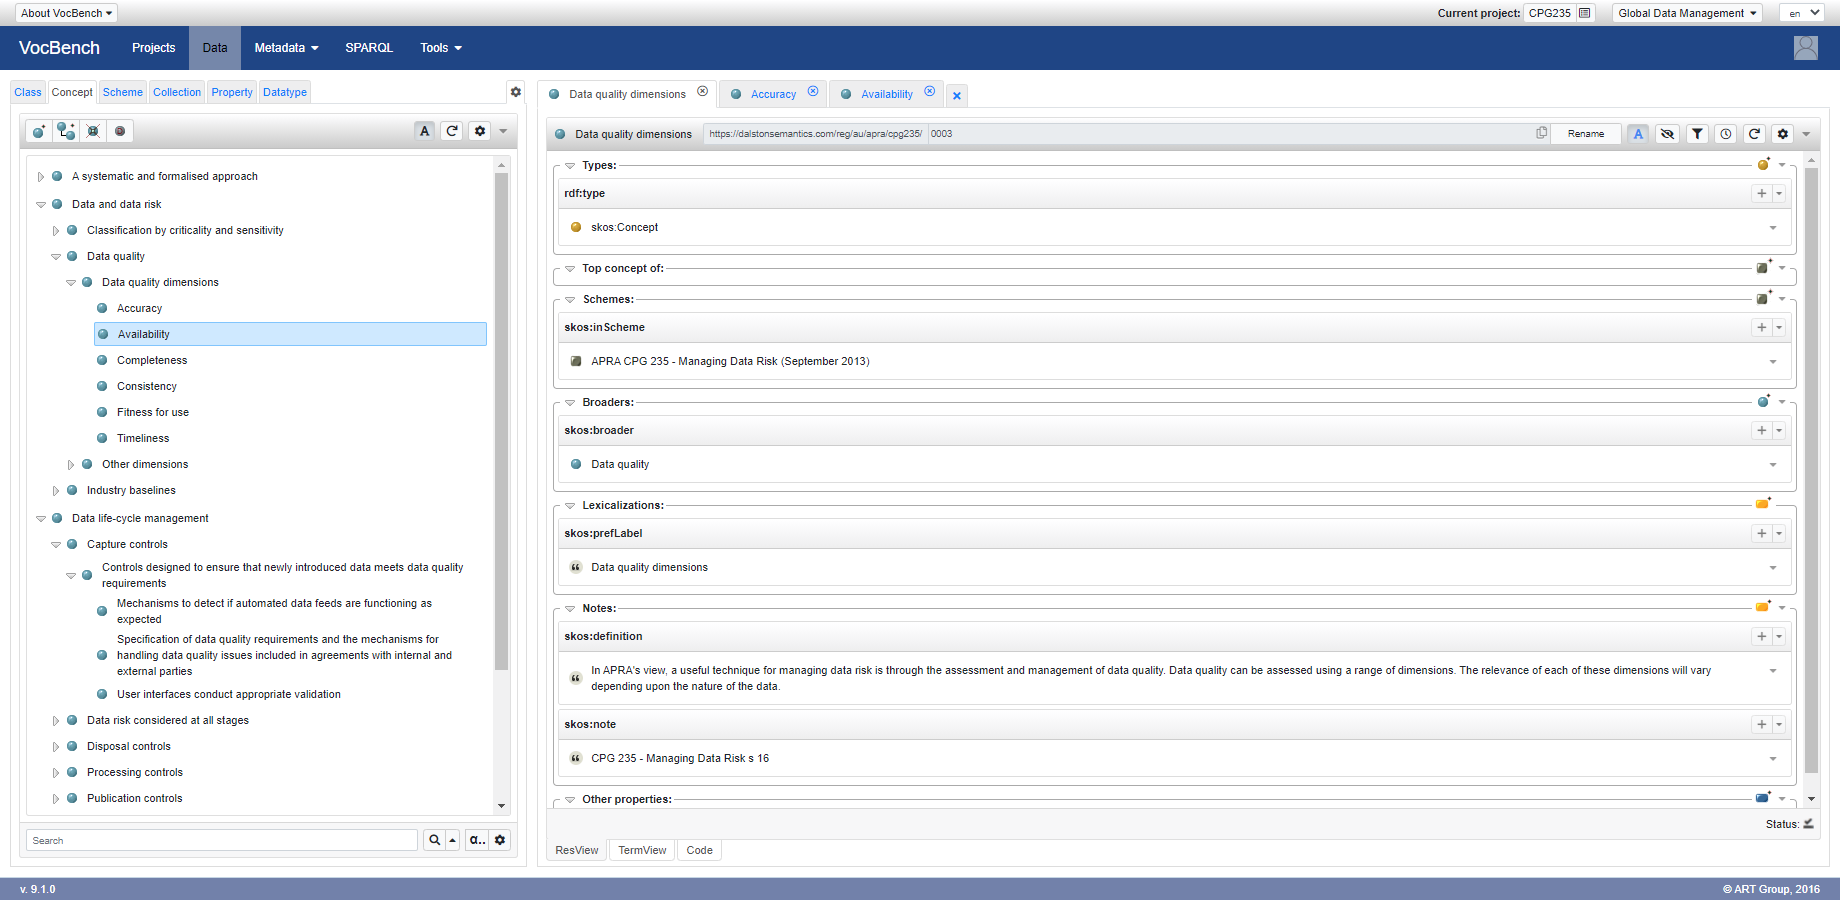 About VocBench
Current project: CPG235
Global Data Management
en
VocBench Projects Data Metadata SPARQL Tools
Class Concept Scheme Collection Property Datatype
A
A systematic and formalised approach
Data and data risk
Classification by criticality and sensitivity
Data quality
Data quality dimensions
Accuracy
Availability
Completeness
Consistency
Fitness for use
Timeliness
Other dimensions
Industry baselines
Data life-cycle management
Capture controls
Controls designed to ensure that newly introduced data meets data quality
requirements
Mechanisms to detect if automated data feeds are functioning as
expected
Specification of data quality requirements and the mechanisms for
handling data quality issues included in agreements with internal and
external parties
User interfaces conduct appropriate validation
Data risk considered at all stages
Disposal controls
Processing controls
Publication controls
Search
α..
Data quality dimensions Accuracy Availability
Data quality dimensions https://dalstonsemantics.com/reg/au/apra/cpg235/ 0003 Rename A
Types:
rdf:type
skos:Concept
Top concept of:
Schemes:
skos:inScheme
APRA CPG 235 - Managing Data Risk (September 2013)
Broaders:
skos:broader
Data quality
Lexicalizations:
skos:prefLabel
Data quality dimensions
Notes:
skos:definition
In APRA's view, a useful technique for managing data risk is through the assessment and management of data quality. Data quality can be assessed using a range of dimensions. The relevance of each of these dimensions will vary
depending upon the nature of the data.
skos:note
CPG 235 - Managing Data Risk s 16
Other properties:
Status:
ResView TermView Code
v. 9.1.0
© ART Group, 2016